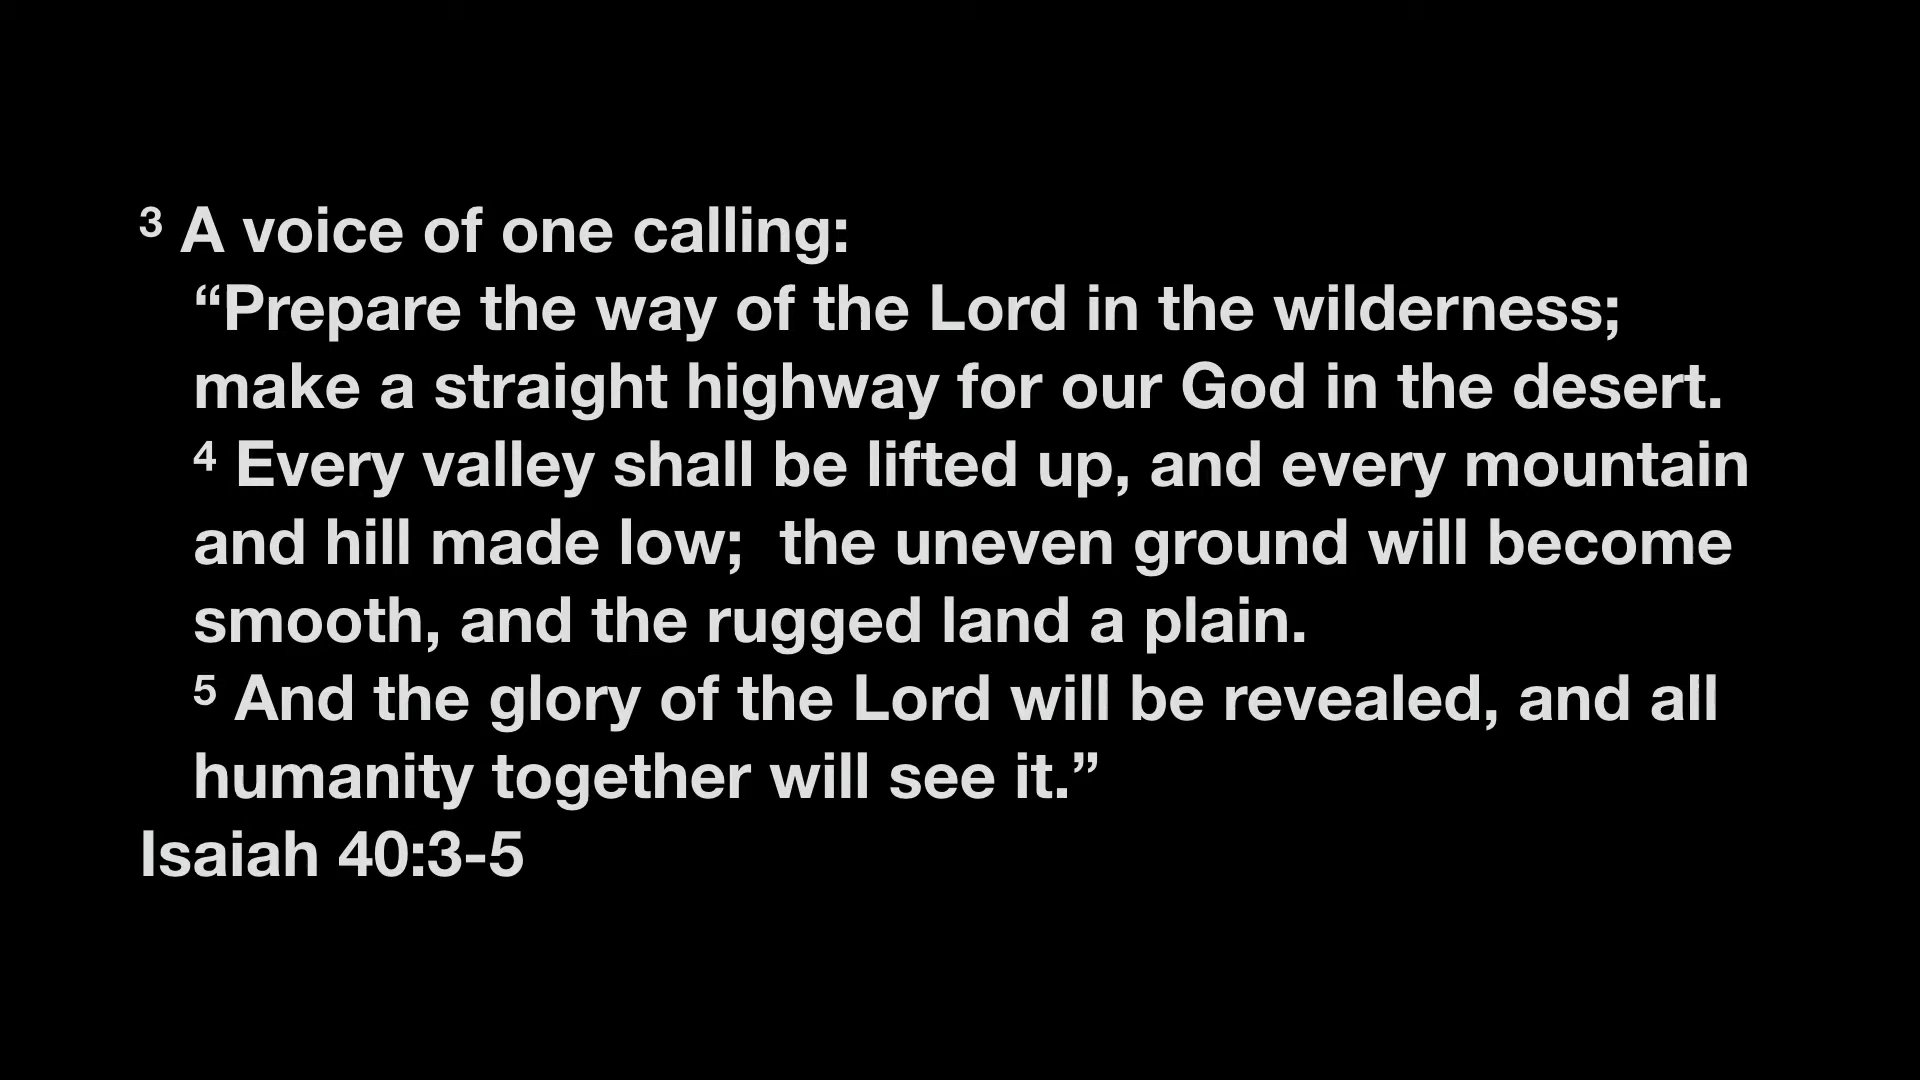 ³ A voice of one calling:
“Prepare the way of the Lord in the wilderness;
make a straight highway for our God in the desert.
⁴ Every valley shall be lifted up, and every mountain
and hill made low;  the uneven ground will become
smooth, and the rugged land a plain.
⁵ And the glory of the Lord will be revealed, and all
humanity together will see it.”
Isaiah 40:3-5